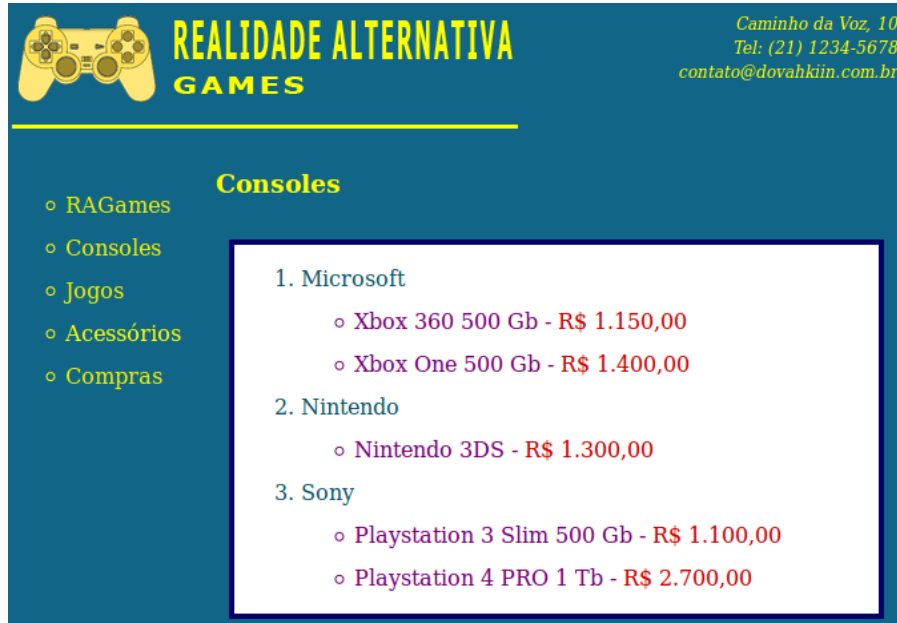 REALIDADE ALTERNATIVA
GAMES
Caminho da Voz, 10
Tel: (21) 1234-5678
contato@dovahkiin.com.br
RAGames
Consoles
Jogos
Acessórios
Compras
Consoles
1. Microsoft
Xbox 360 500 Gb - R$ 1.150,00
Xbox One 500 Gb - R$ 1.400,00
2. Nintendo
Nintendo 3DS - R$ 1.300,00
3. Sony
Playstation 3 Slim 500 Gb - R$ 1.100,00
Playstation 4 PRO 1 Tb - R$ 2.700,00